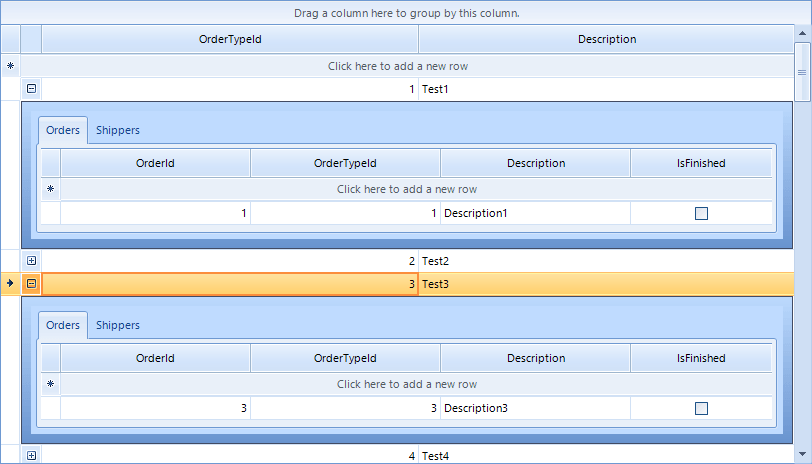 Drag a column here to group by this column.
OrderTypeId Description
Click here to add a new row
1 Test1
Orders Shippers
OrderId OrderTypeId Description IsFinished
Click here to add a new row
1 1 Description1
2 Test2
3 Test3
Orders Shippers
OrderId OrderTypeId Description IsFinished
Click here to add a new row
3 3 Description3
4 Test4